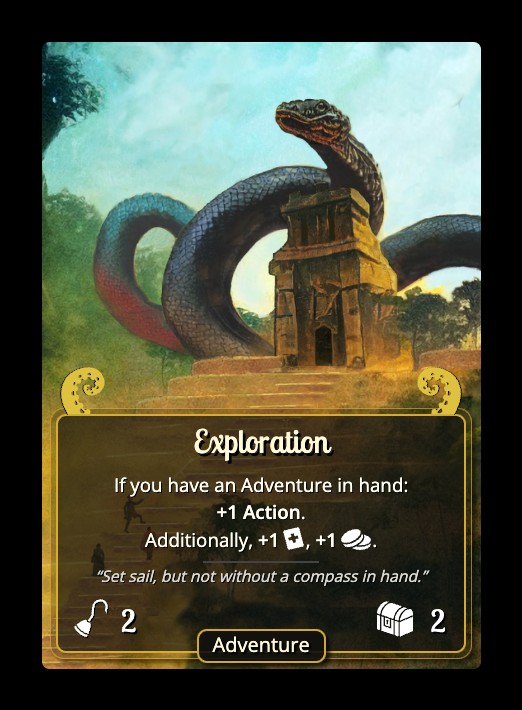 Exploration
If you have an Adventure in hand:
+1 Action.
Additionally, +1 , +1 .
“Set sail, but not without a compass in hand.”
2
2
Adventure